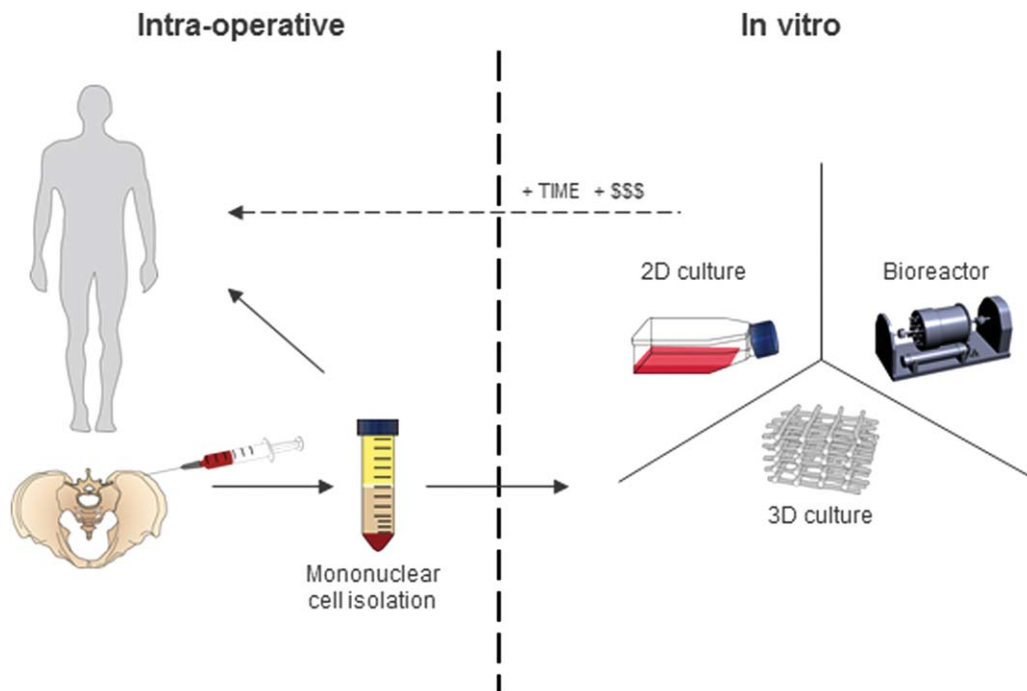 Intra-operative
In vitro
+ TIME + $$$
2D culture
Bioreactor
3D culture
Mononuclear
cell isolation